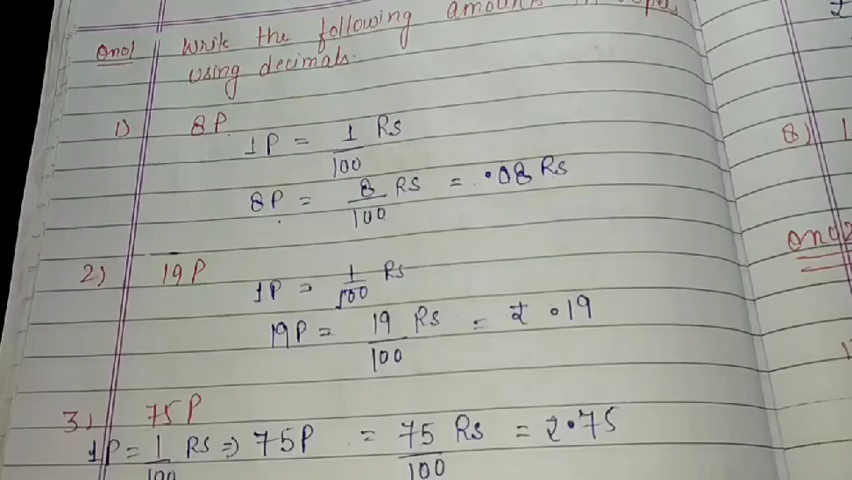 Qno1 Write the following amounts in
using decimals.
1) 8P.
1P = 1/100 Rs
8P = 8/100 RS = .08 Rs
2) 19P
1P = 1/100 Rs
19P = 19/100 Rs = ₹ .19
3) 75P
1P = 1/100 RS ⇒ 75P = 75/100 Rs = ₹.75
8)
Qno2